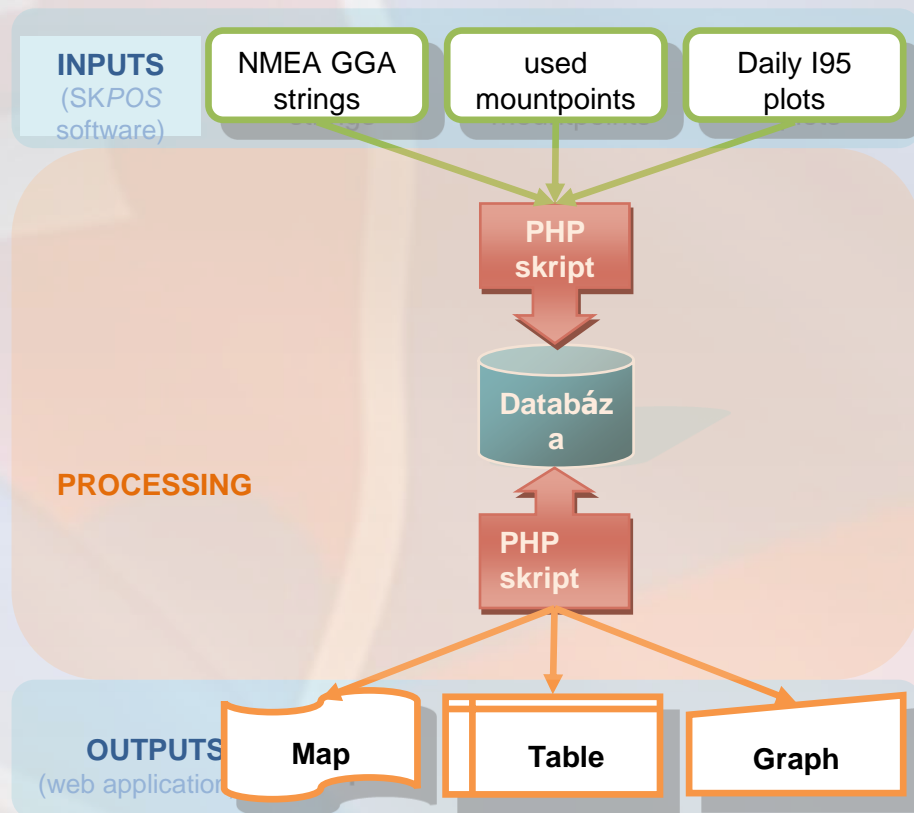 INPUTS
(SKPOS
software)
NMEA GGA
strings
used
mountpoints
Daily I95
plots
PHP
skript
Databáz
a
PROCESSING
PHP
skript
OUTPUTS
(web application
Map
Table
Graph